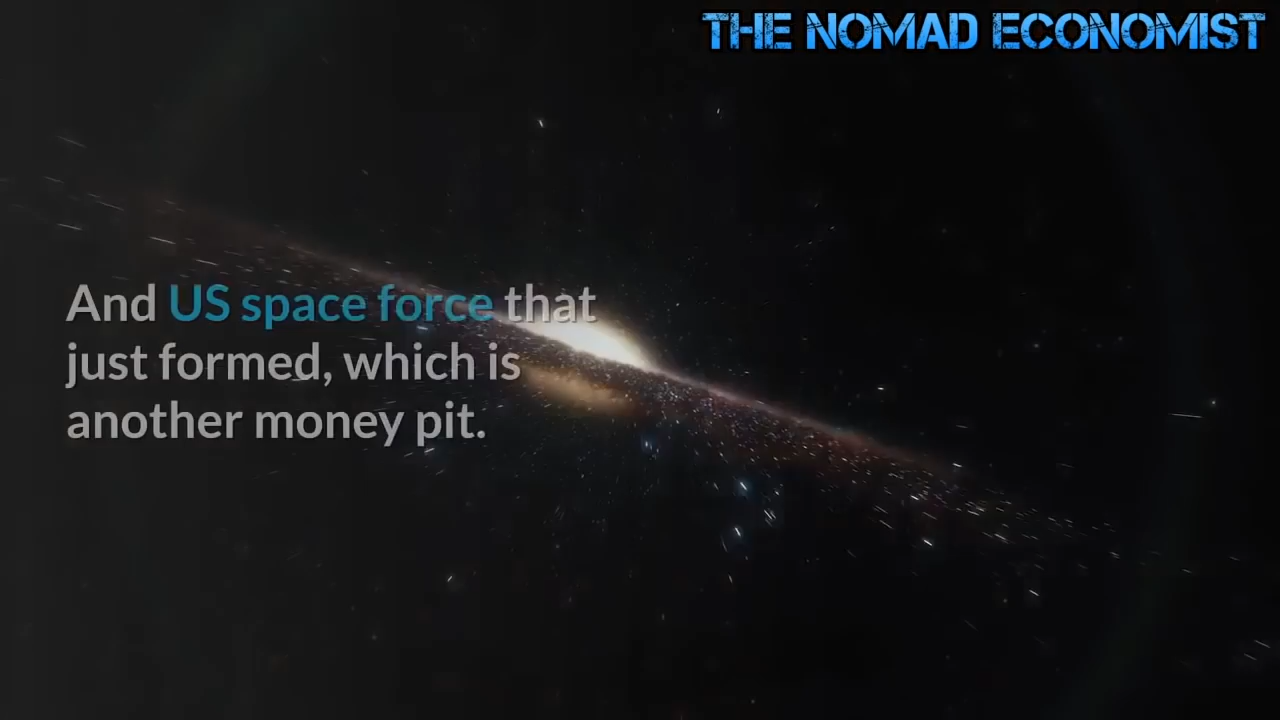 THE NOMAD ECONOMIST
And US space force that
just formed, which is
another money pit.